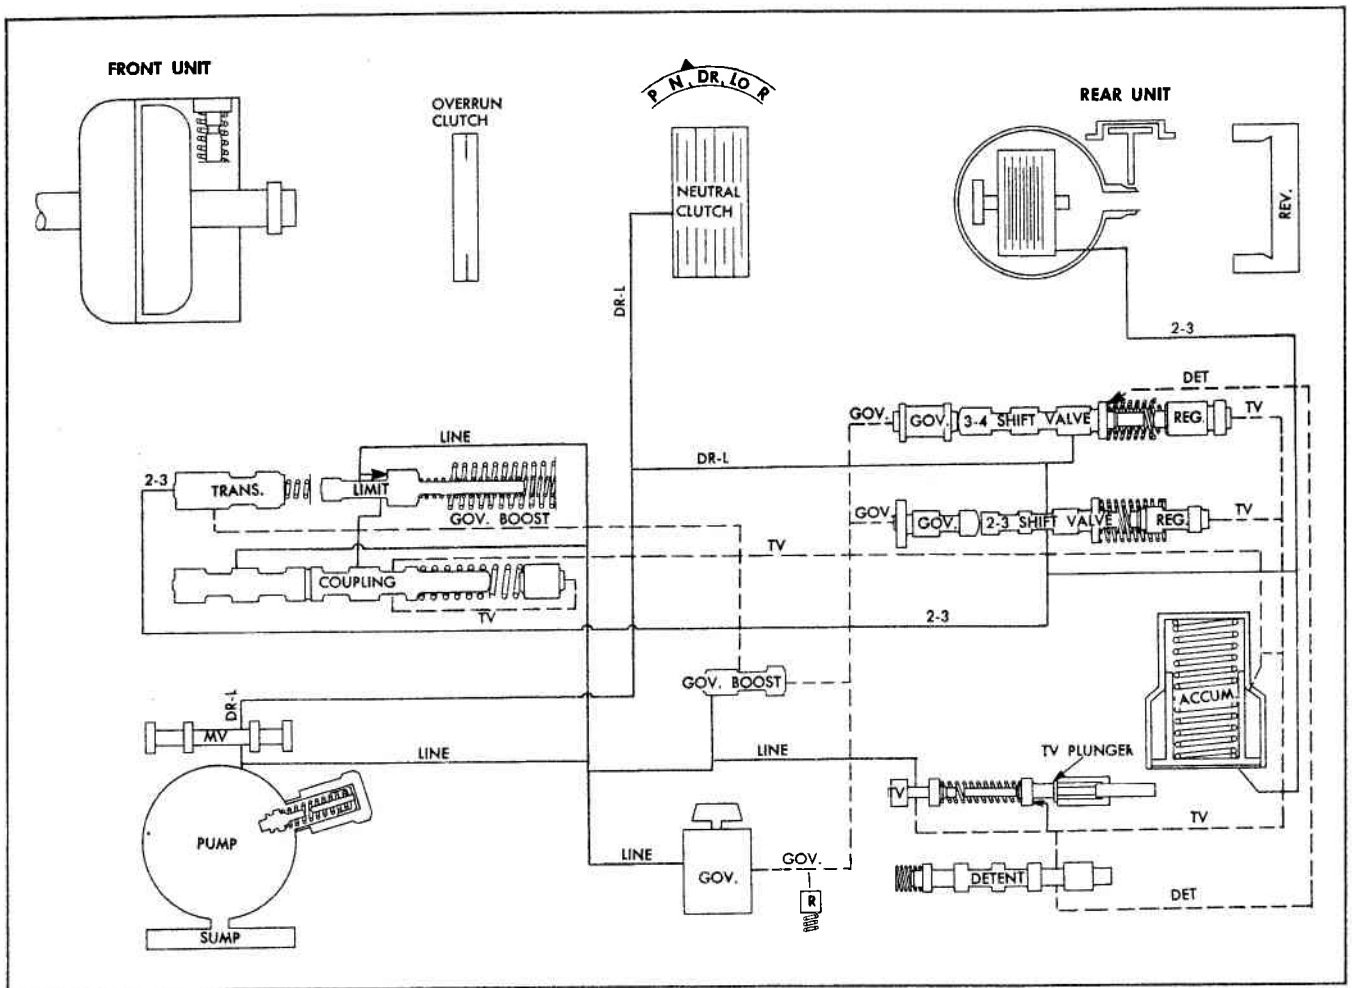 FRONT UNIT
P N, DR, LO R
REAR UNIT
OVERRUN
CLUTCH
NEUTRAL
CLUTCH
REV.
DR-L
2-3
DET
GOV.
GOV.
3-4 SHIFT VALVE
REG.
TV
LINE
DR-L
2-3
TRANS.
LIMIT
GOV. BOOST
GOV.
GOV.
2-3 SHIFT VALVE
REG.
TV
TV
COUPLING
TV
2-3
GOV. BOOST
ACCUM.
DR-L
MV
LINE
LINE
TV PLUNGER
TV
TV
PUMP
LINE
GOV.
GOV.
R
DETENT
DET
SUMP